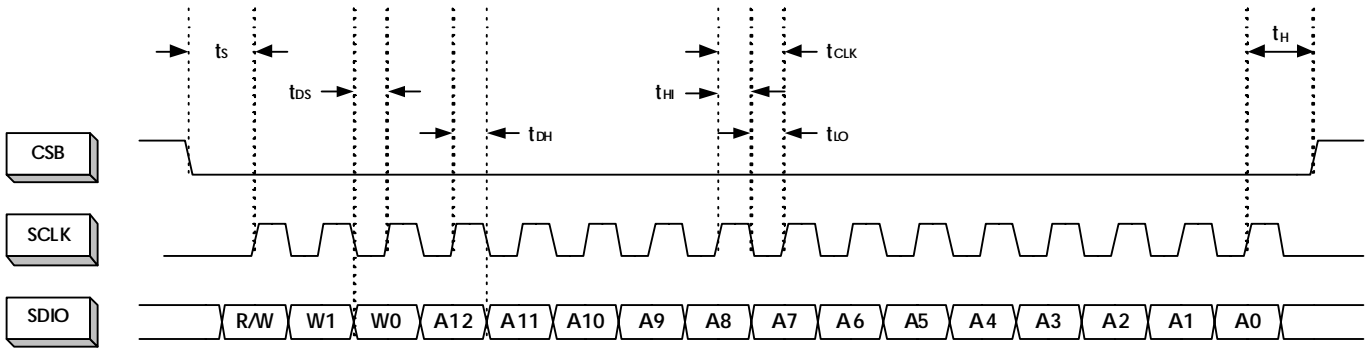 tS tCLK tH
tDS tHI
tDH tLO
CSB
SCLK
SDIO R/W W1 W0 A12 A11 A10 A9 A8 A7 A6 A5 A4 A3 A2 A1 A0